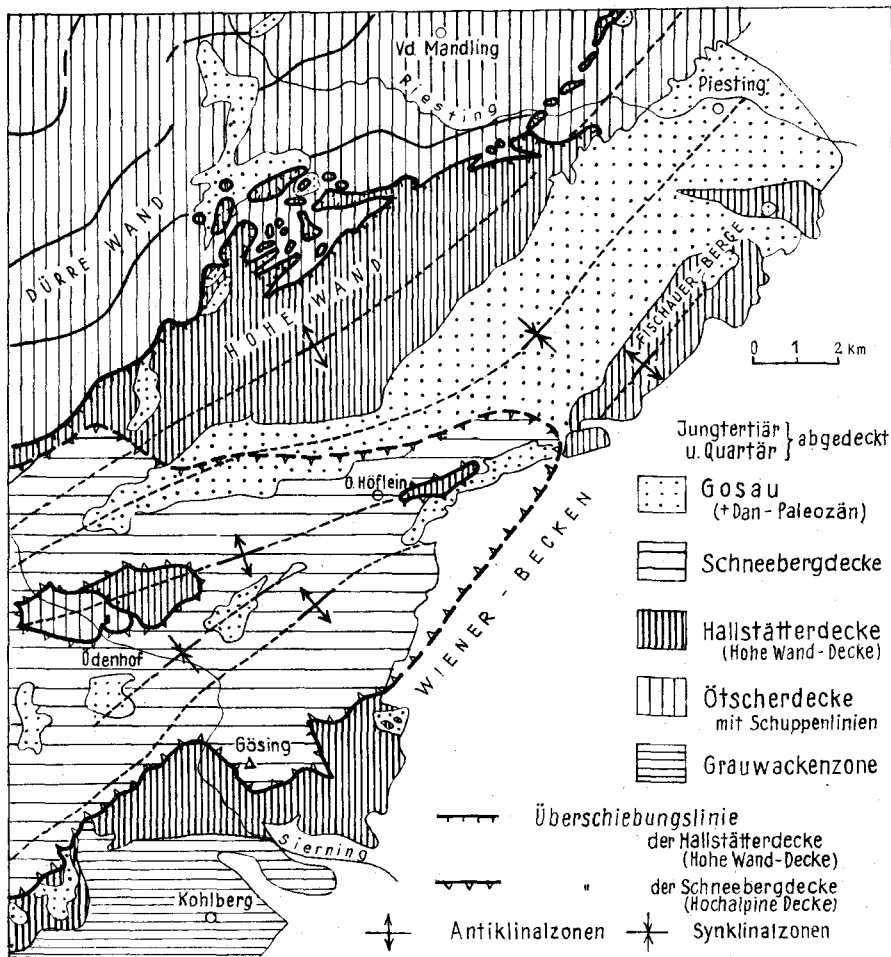 Vd. Mandling
Piesting
Piesting
DÜRRE WAND
HOHE WAND
FISCHAUER-BERGE
0 1 2 km
Jungtertiär
u. Quartär } abgedeckt
Gosau
(+Dan-Paleozän)
O. Höflein
Schneebergdecke
WIENER-BECKEN
Hallstätterdecke
(Hohe Wand-Decke)
Ödenhof
Ötscherdecke
mit Schuppenlinien
Gösing
Grauwackenzone
Überschiebungslinie
der Hallstätterdecke
(Hohe Wand-Decke)
Sierning
" der Schneebergdecke
(Hochalpine Decke)
Kohlberg
Antiklinalzonen
Synklinalzonen